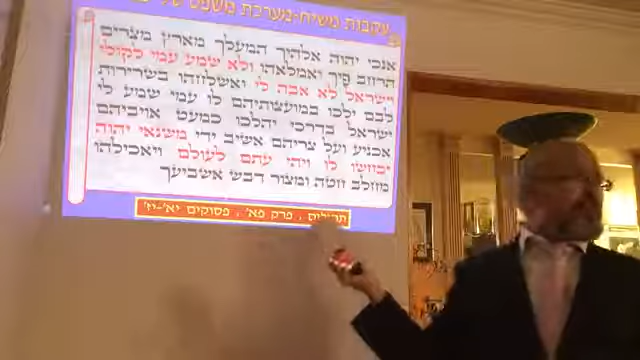 עקבות משיח-מערכת משפט של
אנכי יהוה אלהיך המעלך מארץ מצרים
הרחב פיך ואמלאהו ולא שמע עמי לקולי
וישראל לא אבה לי ואשלחהו בשרירות
לבם ילכו במועצותיהם לו עמי שמע לי
ישראל בדרכי יהלכו כמעט אויביהם
אכניע ועל צריהם אשיב ידי משנאי יהוה
יכחשו לו ויהי עתם לעולם ויאכילהו
מחלב חטה ומצור דבש אשביעך
תהילים , פרק פא', פסוקים יא'-יז'